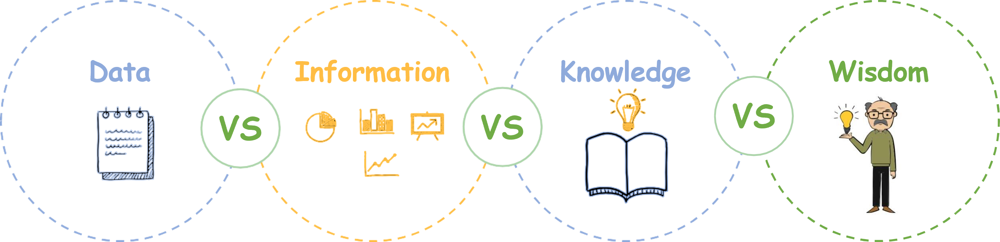 Data
VS
Information
VS
Knowledge
VS
Wisdom